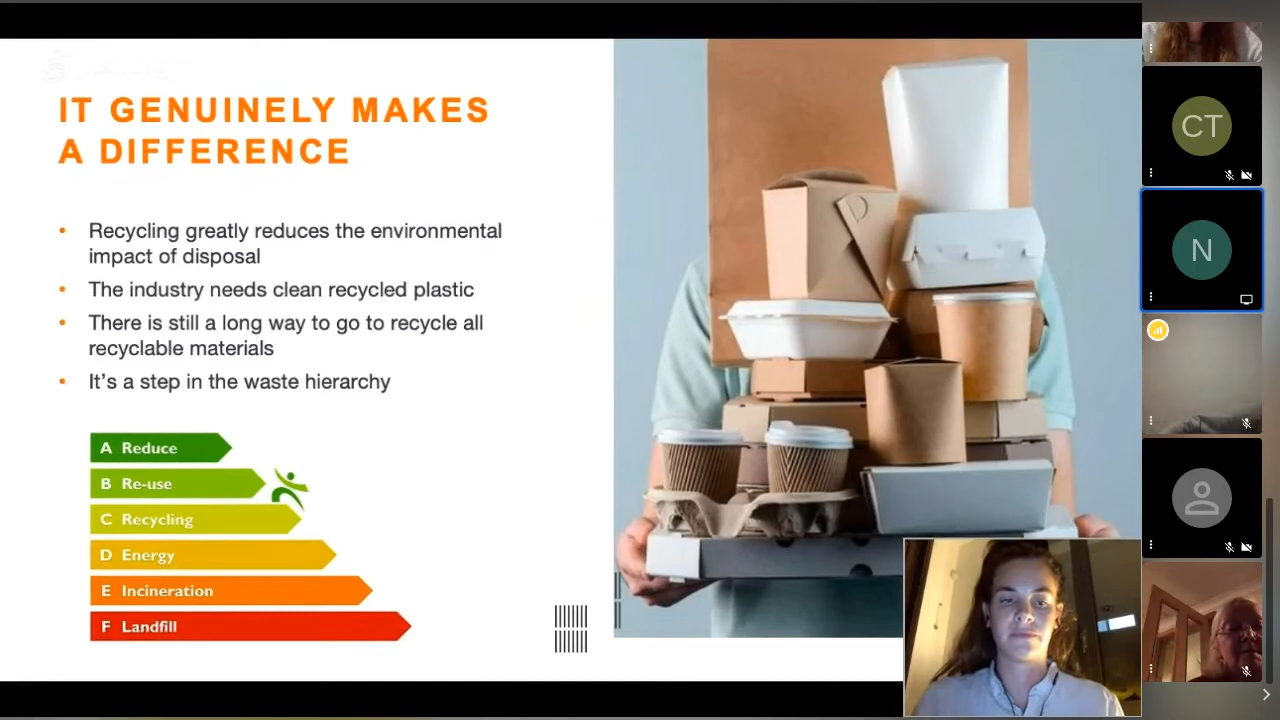 IT GENUINELY MAKES
A DIFFERENCE
• Recycling greatly reduces the environmental
impact of disposal
• The industry needs clean recycled plastic
• There is still a long way to go to recycle all
recyclable materials
• It's a step in the waste hierarchy
A Reduce
B Re-use
C Recycling
D Energy
E Incineration
F Landfill
CT
N